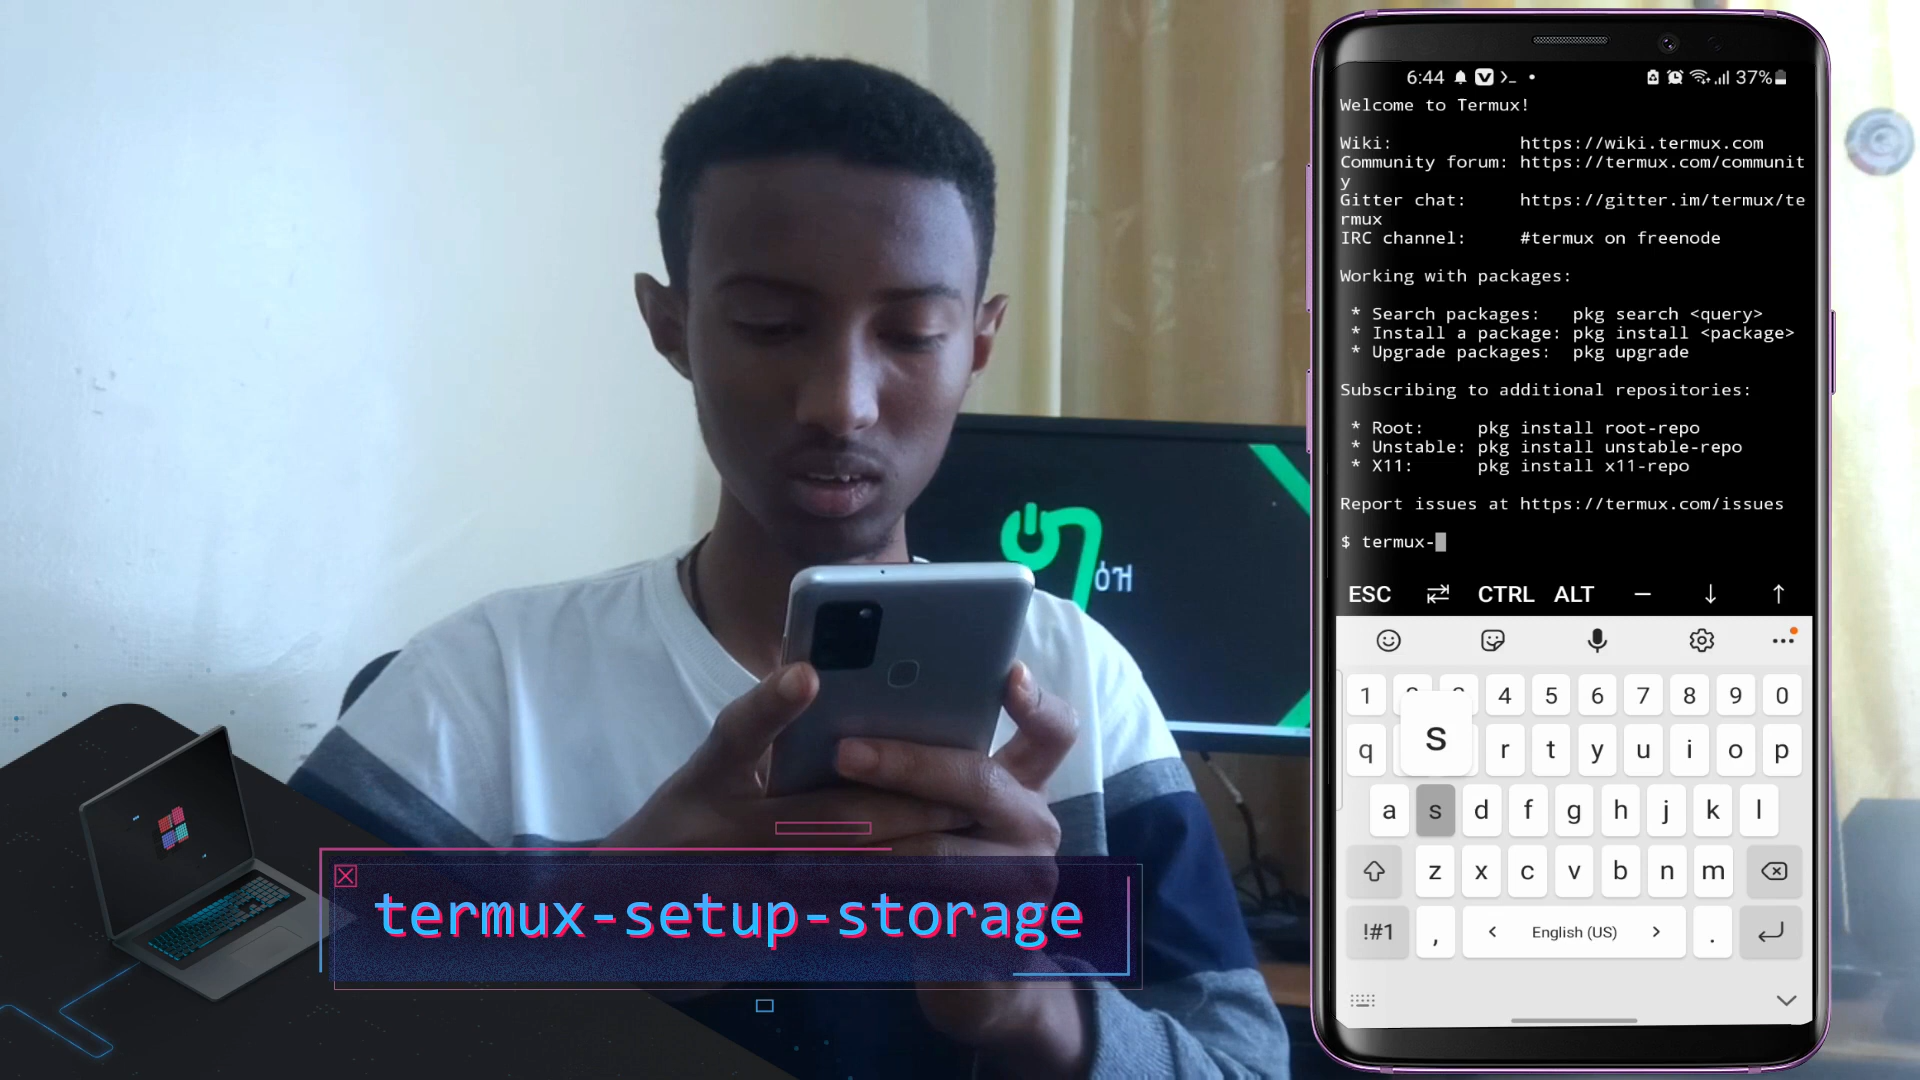 6:44
37%
Welcome to Termux!
Wiki: https://wiki.termux.com
Community forum: https://termux.com/communit
y
Gitter chat: https://gitter.im/termux/te
rmux
IRC channel: #termux on freenode
Working with packages:
* Search packages: pkg search <query>
* Install a package: pkg install <package>
* Upgrade packages: pkg upgrade
Subscribing to additional repositories:
* Root: pkg install root-repo
* Unstable: pkg install unstable-repo
* X11: pkg install x11-repo
Report issues at https://termux.com/issues
$ termux-
ESC CTRL ALT
1 4 5 6 7 8 9 0
q s r t y u i o p
a s d f g h j k l
z x c v b n m
!#1 , < English (US) > .
termux-setup-storage